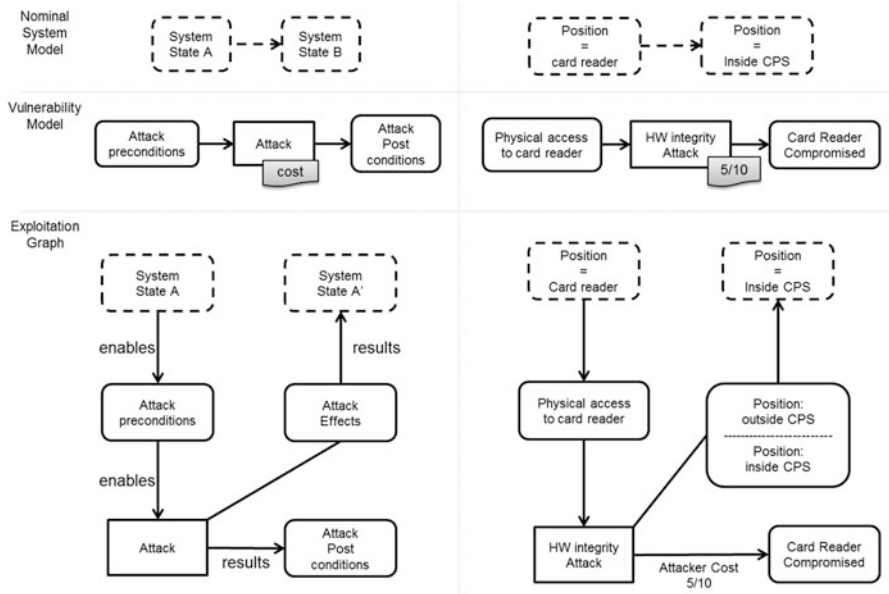 Nominal
System
Model
System
State A
System
State B
Position
=
card reader
Position
=
Inside CPS
Vulnerability
Model
Attack
preconditions
Attack
cost
Attack
Post
conditions
Physical access
to card reader
HW integrity
Attack
5/10
Card Reader
Compromised
Exploitation
Graph
System
State A
System
State A'
enables
results
Attack
preconditions
Attack
Effects
enables
Attack
results
Attack
Post
conditions
Position
=
Card reader
Position
=
Inside CPS
Physical access
to card reader
Position:
outside CPS
Position:
inside CPS
HW integrity
Attack
Attacker Cost
5/10
Card Reader
Compromised